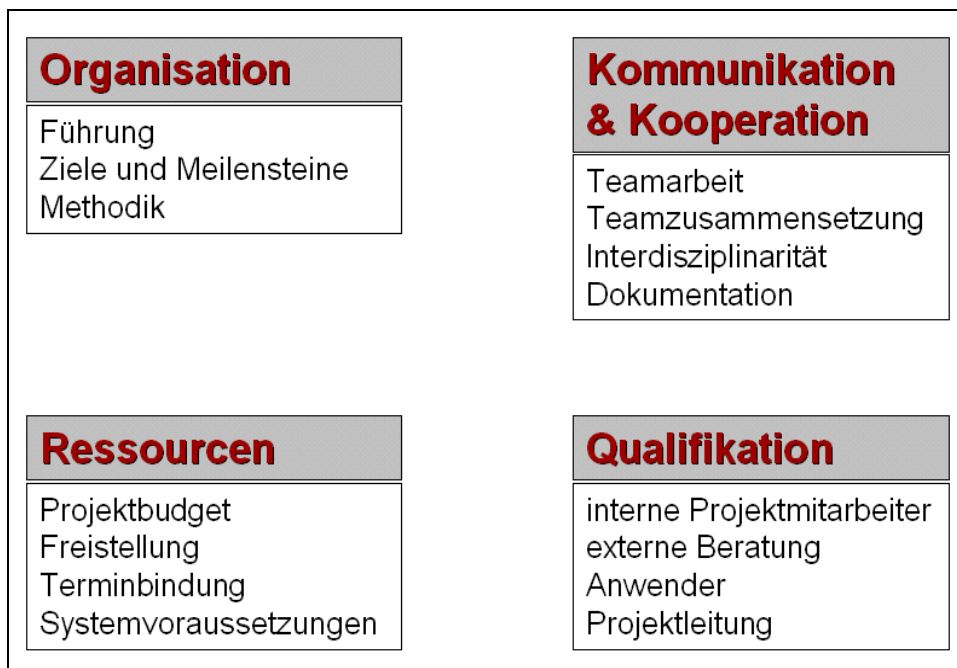 Organisation
Führung
Ziele und Meilensteine
Methodik
Kommunikation
& Kooperation
Teamarbeit
Teamzusammensetzung
Interdisziplinarität
Dokumentation
Ressourcen
Projektbudget
Freistellung
Terminbindung
Systemvoraussetzungen
Qualifikation
interne Projektmitarbeiter
externe Beratung
Anwender
Projektleitung